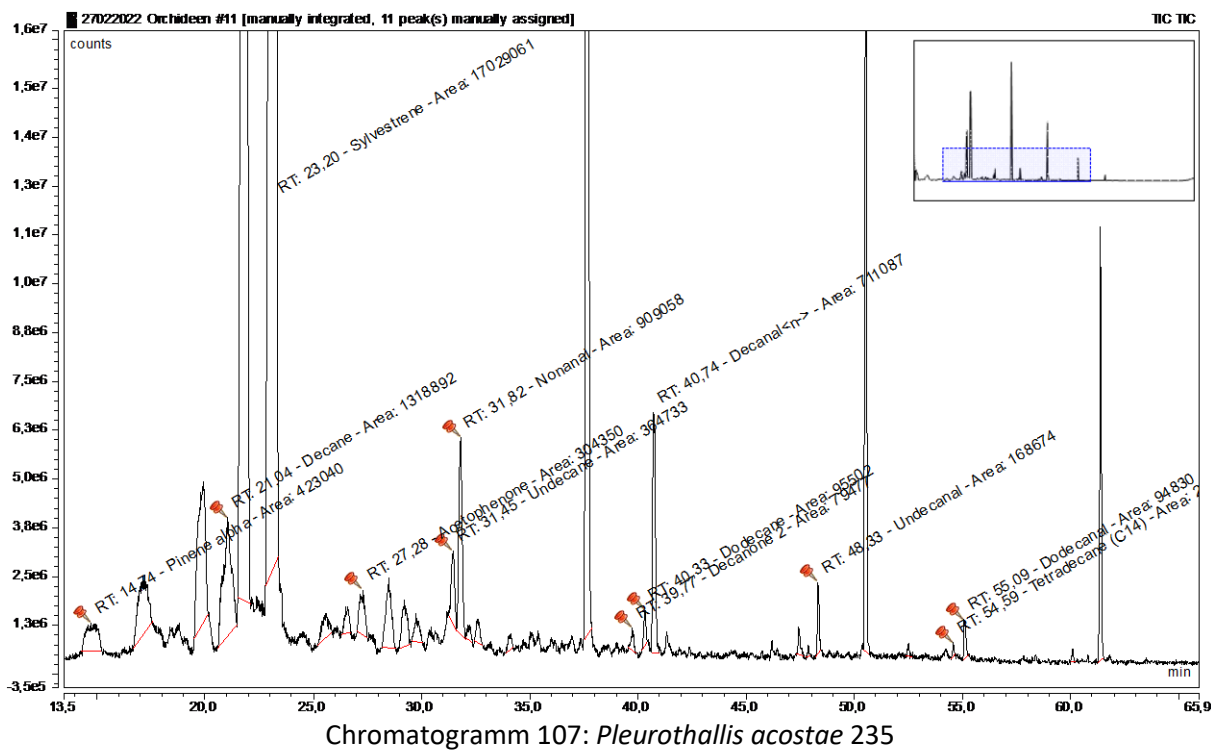 27022022 Orchideen #11 [manually integrated, 11 peak(s) manually assigned]
TIC TIC
counts
1,6e7
1,5e7
1,4e7
1,3e7
1,1e7
1,0e7
8,8e6
7,5e6
6,3e6
5,0e6
3,8e6
2,5e6
1,3e6
-3,5e5
RT: 14,74 - Pinene alpha - Area: 423040
RT: 21,04 - Decane - Area: 1318892
RT: 23,20 - Sylvestrene - Area: 17029061
RT: 27,28 - Acetophenone - Area: 304350
RT: 31,45 - Undecane - Area: 364733
RT: 31,82 - Nonanal - Area: 909058
RT: 39,77 - Decanone 2 - Area: 79477
RT: 40,33 - Dodecane - Area: 95502
RT: 40,74 - Decanal<n-> - Area: 711087
RT: 48,33 - Undecanal - Area: 168674
RT: 54,59 - Tetradecane (C14) - Area: 2
RT: 55,09 - Dodecanal - Area: 94830
min
13,5 20,0 25,0 30,0 35,0 40,0 45,0 50,0 55,0 60,0 65,9
Chromatogramm 107: Pleurothallis acostae 235